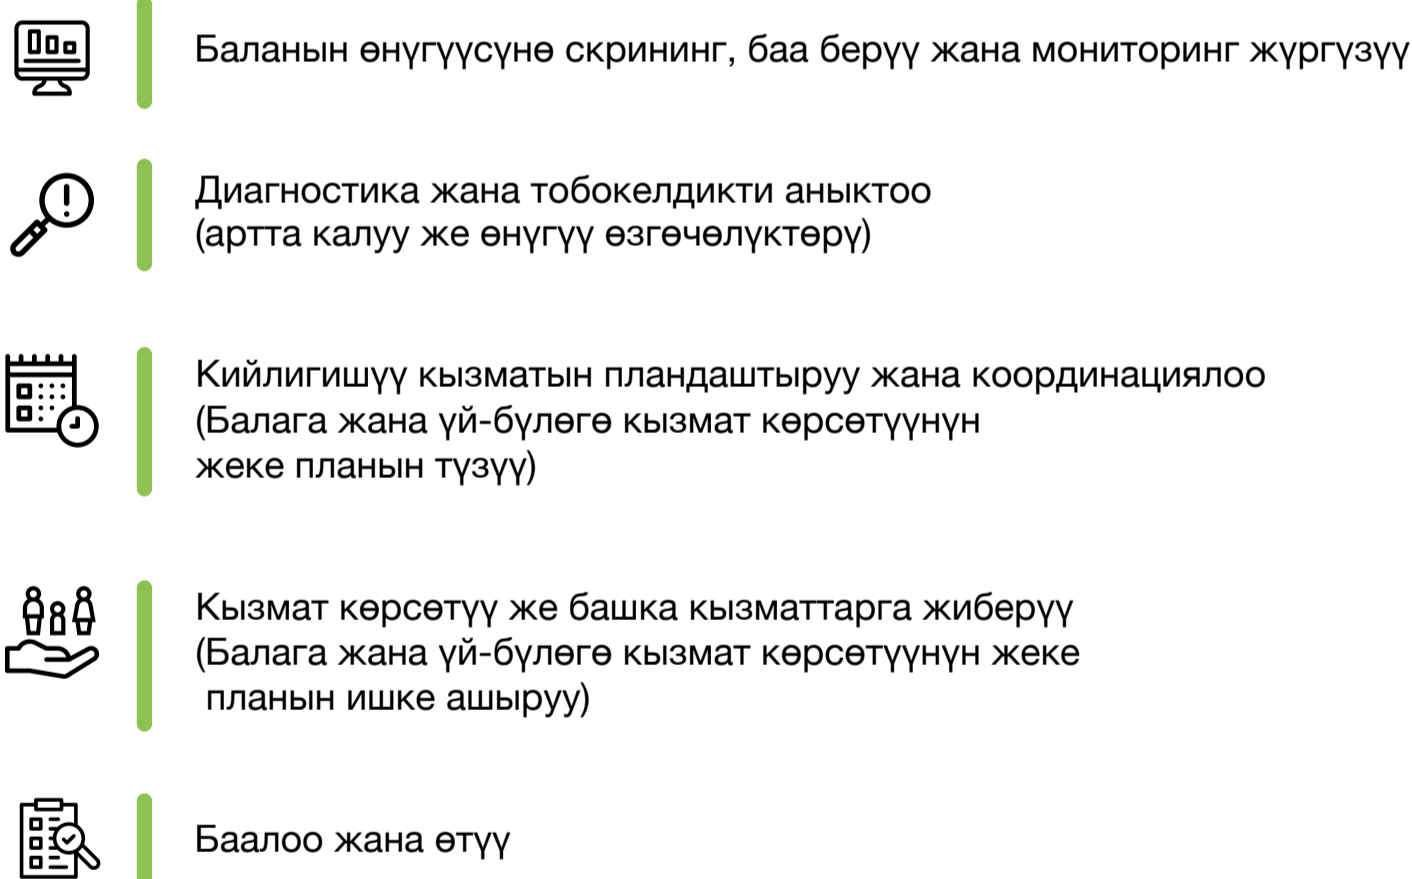 Баланын өнүгүүсүнө скрининг, баа берүү жана мониторинг жүргүзүү
Диагностика жана тобокелдикти аныктоо
(артта калуу же өнүгүү өзгөчөлүктөрү)
Кийлигишүү кызматын пландаштыруу жана координациялоо
(Балага жана үй-бүлөгө кызмат көрсөтүүнүн
жеке планын түзүү)
Кызмат көрсөтүү же башка кызматтарга жиберүү
(Балага жана үй-бүлөгө кызмат көрсөтүүнүн жеке
планын ишке ашыруу)
Баалоо жана өтүү